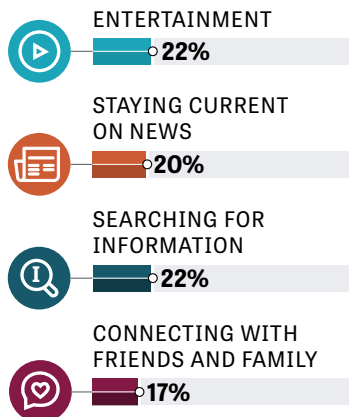 ENTERTAINMENT
22%
STAYING CURRENT
ON NEWS
20%
SEARCHING FOR
INFORMATION
I
22%
CONNECTING WITH
FRIENDS AND FAMILY
17%